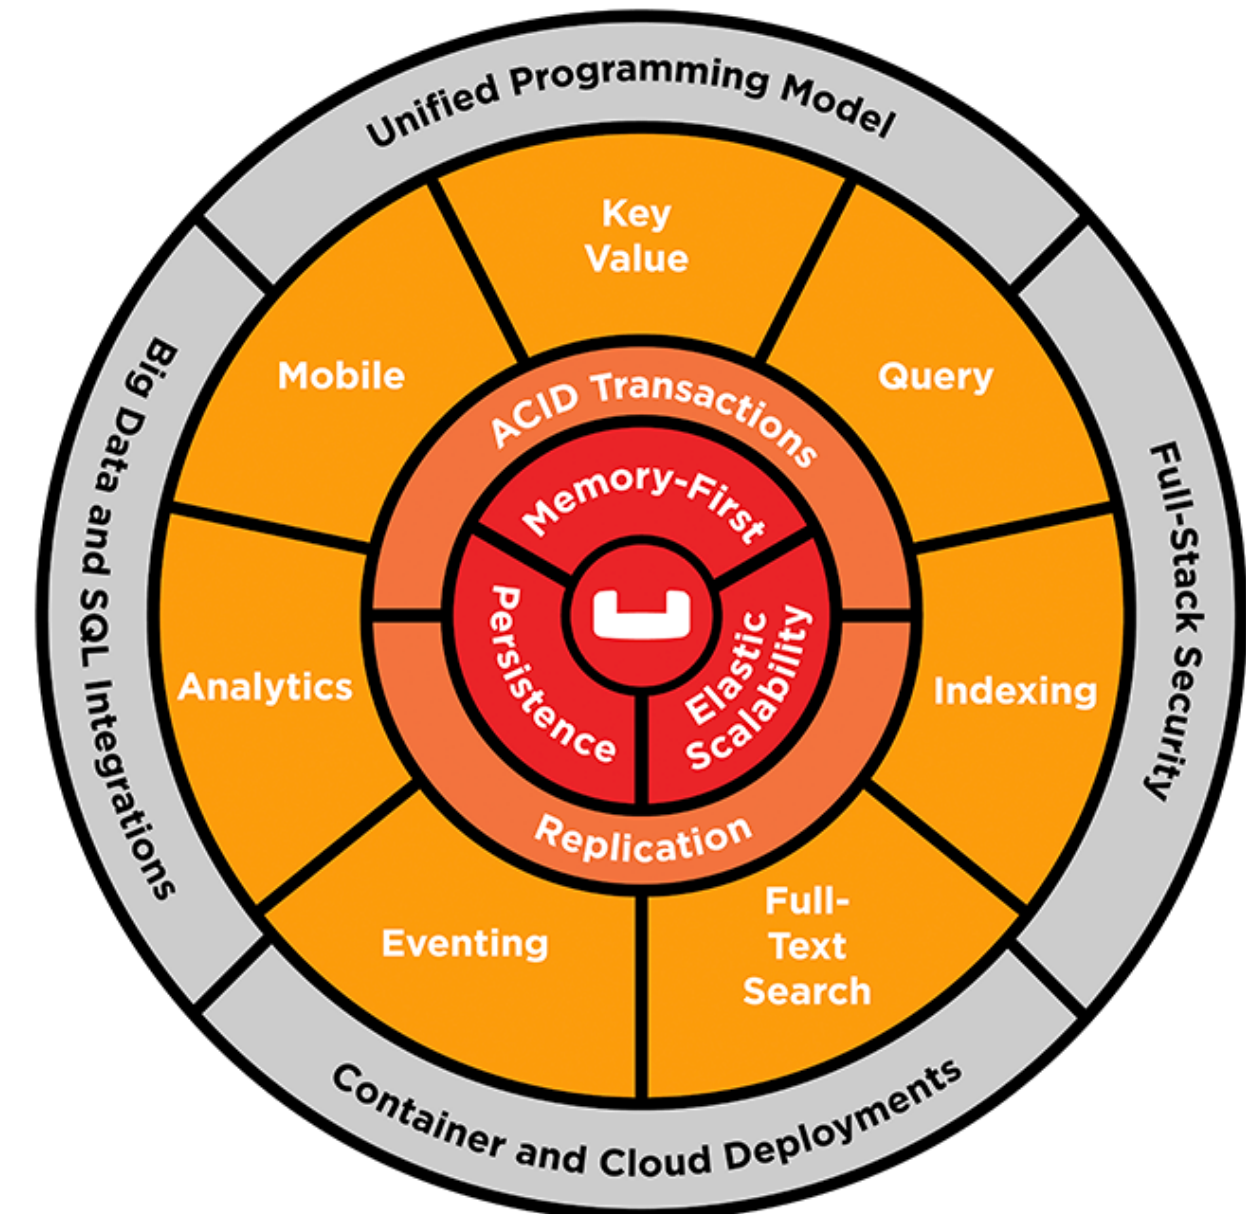 Unified Programming Model
Key
Value
Mobile
Query
ACID Transactions
Memory-First
Big Data and SQL Integrations
Full-Stack Security
Persistence
Elastic
Scalability
Analytics
Indexing
Replication
Eventing
Full-
Text
Search
Container and Cloud Deployments